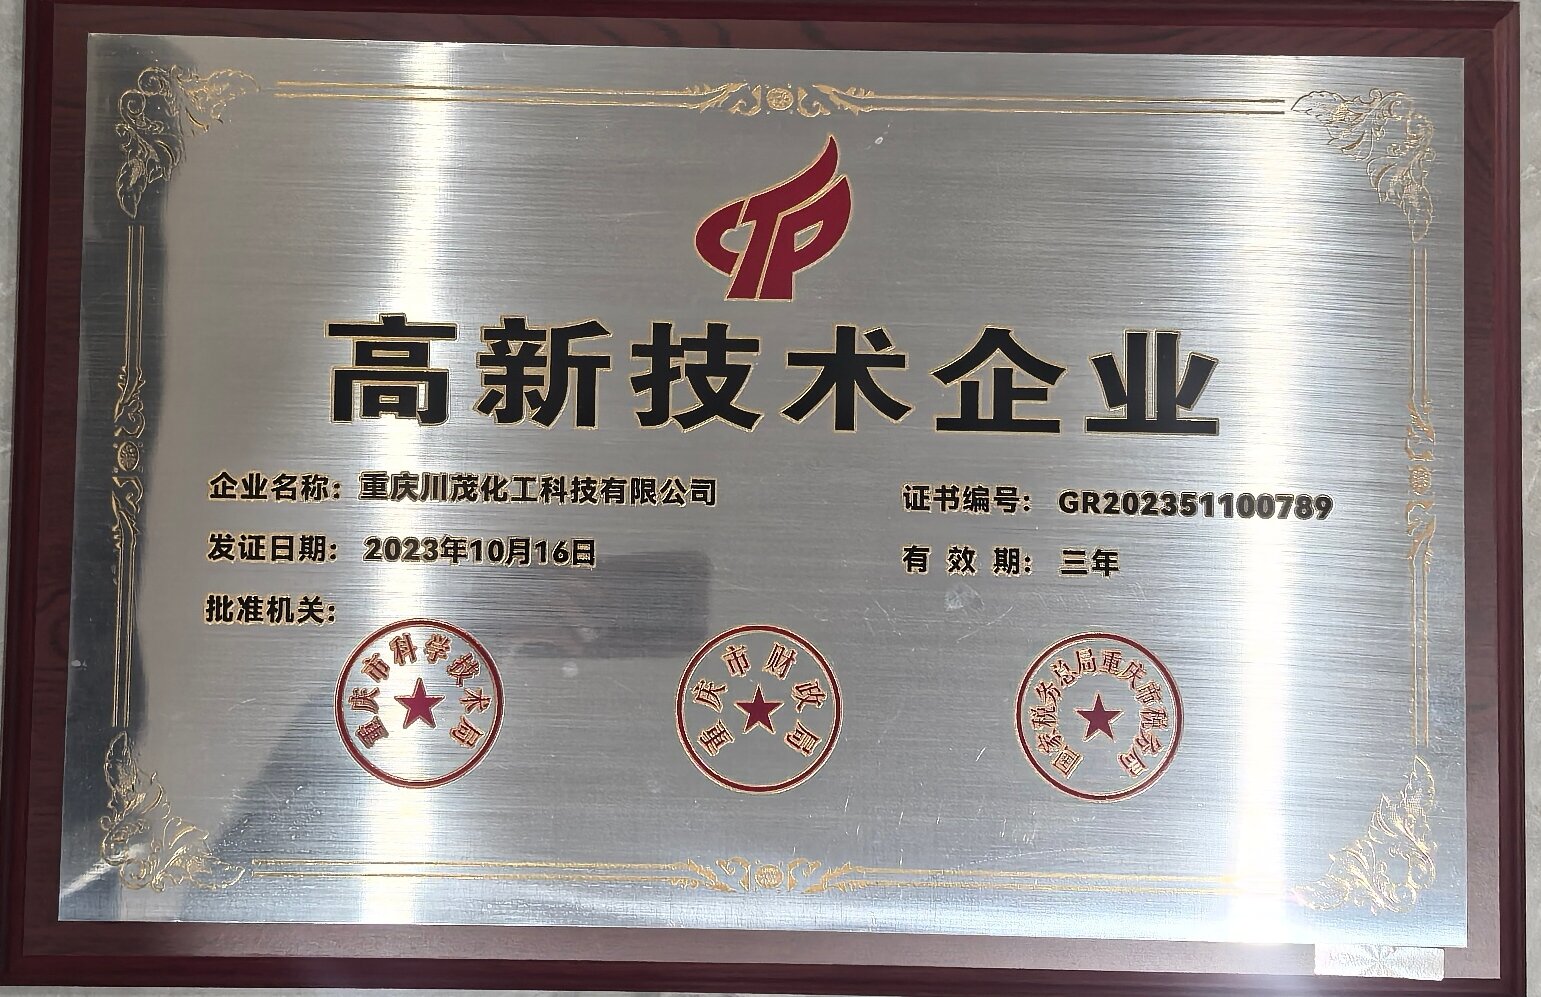 高新技术企业
企业名称：重庆川茂化工科技有限公司
证书编号：GR202351100789
发证日期：2023年10月16日
有效期：三年
批准机关：
重庆市科学技术局
重庆市财政局
国家税务总局重庆市税务局